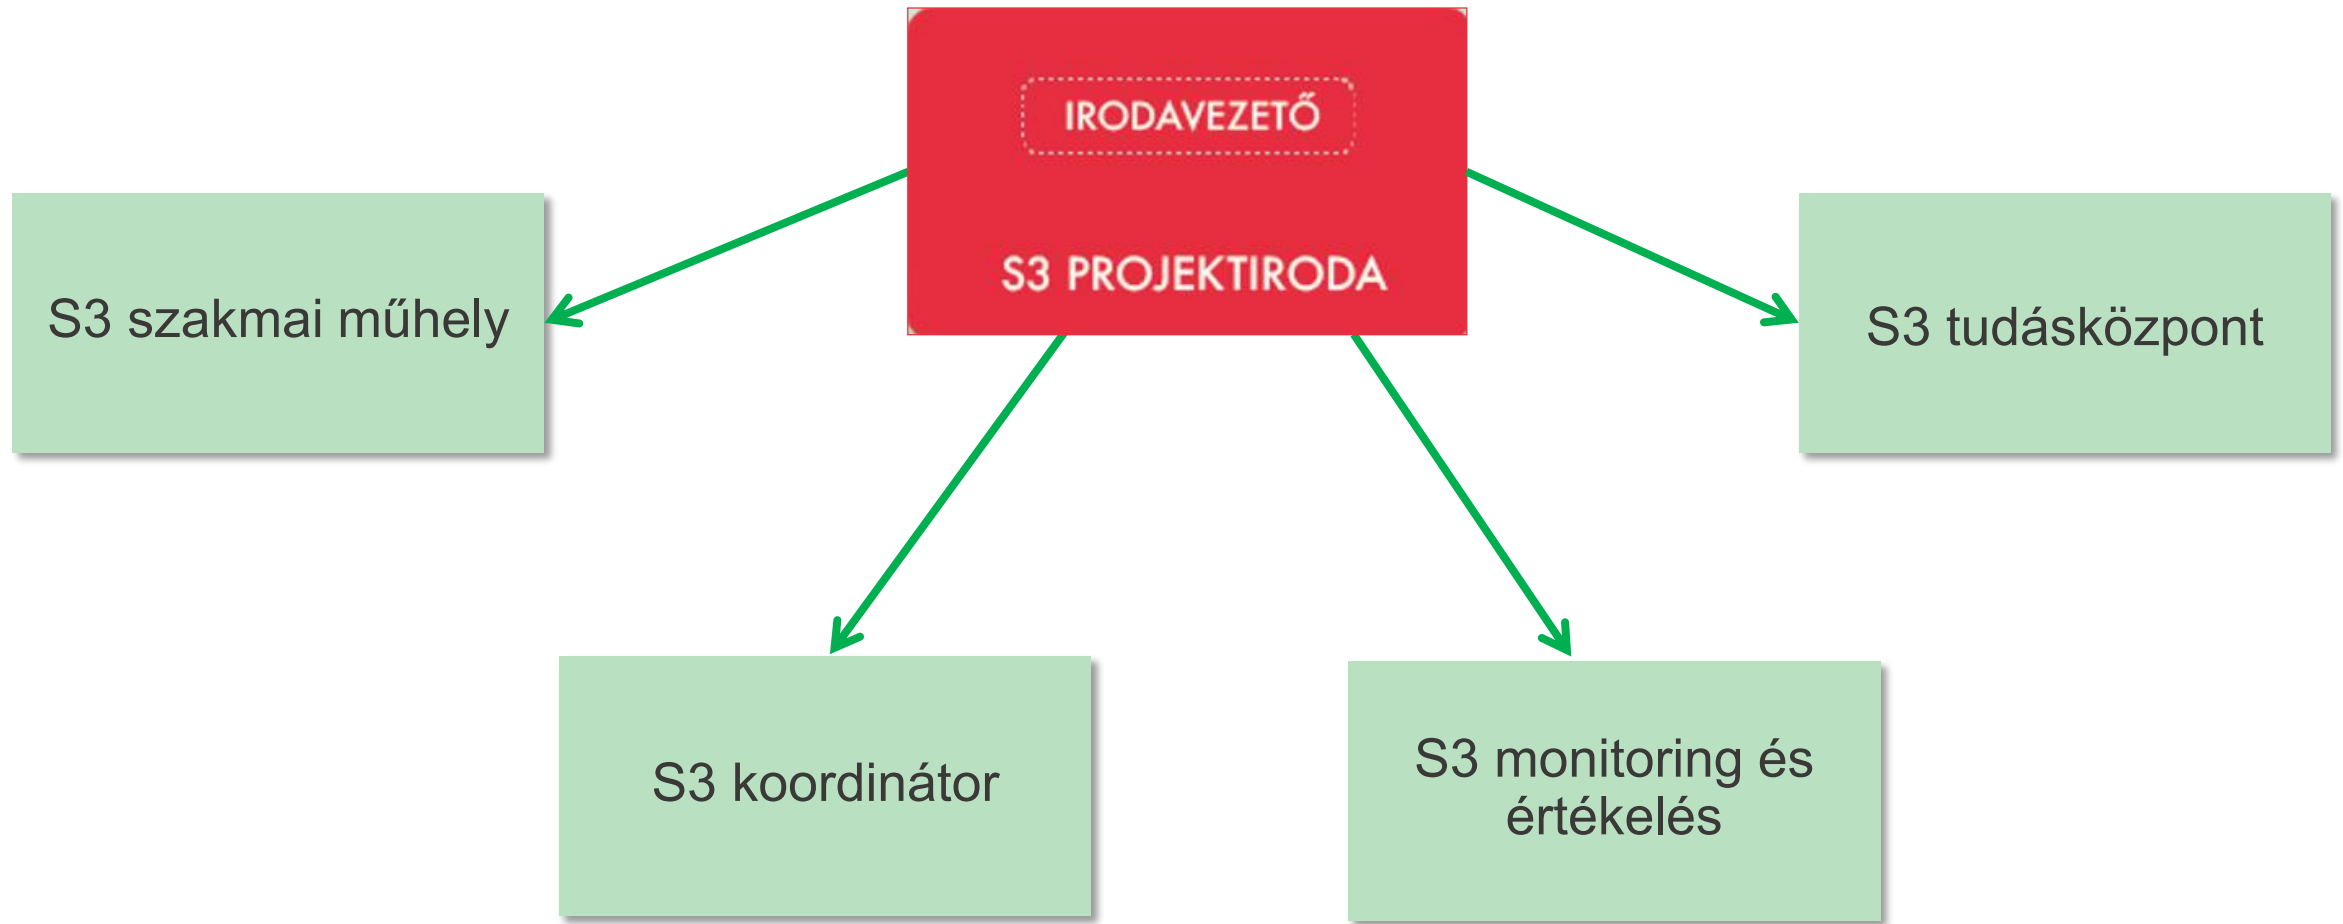 IRODAVEZETŐ
S3 PROJEKTIRODA
S3 szakmai műhely
S3 tudásközpont
S3 koordinátor
S3 monitoring és
értékelés